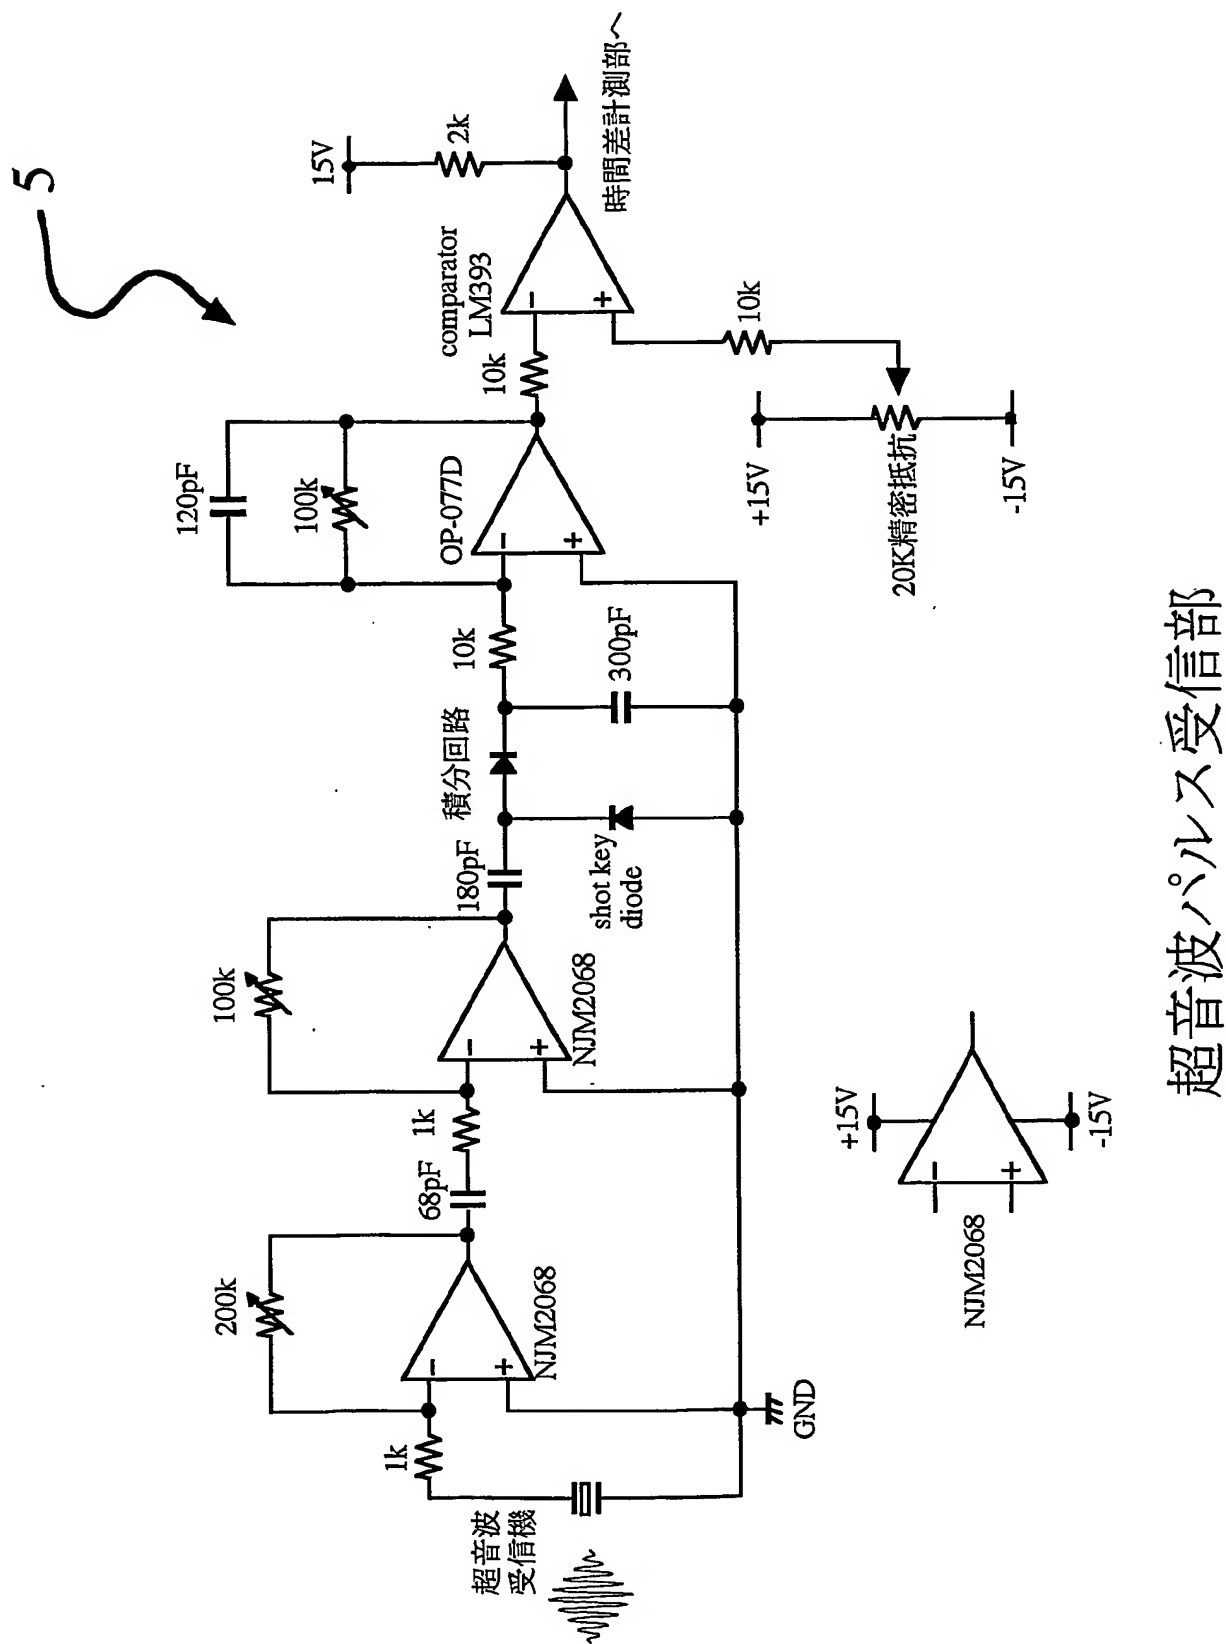 5
超音波
受信機
1k
200k
NJM2068
68pF
1k
100k
NJM2068
180pF
積分回路
shot key
diode
300pF
10k
120pF
100k
OP-077D
10k
comparator
LM393
15V
2k
時間差計測部へ
10k
+15V
20K精密抵抗
-15V
GND
NJM2068
+15V
-15V
超音波パルス受信部